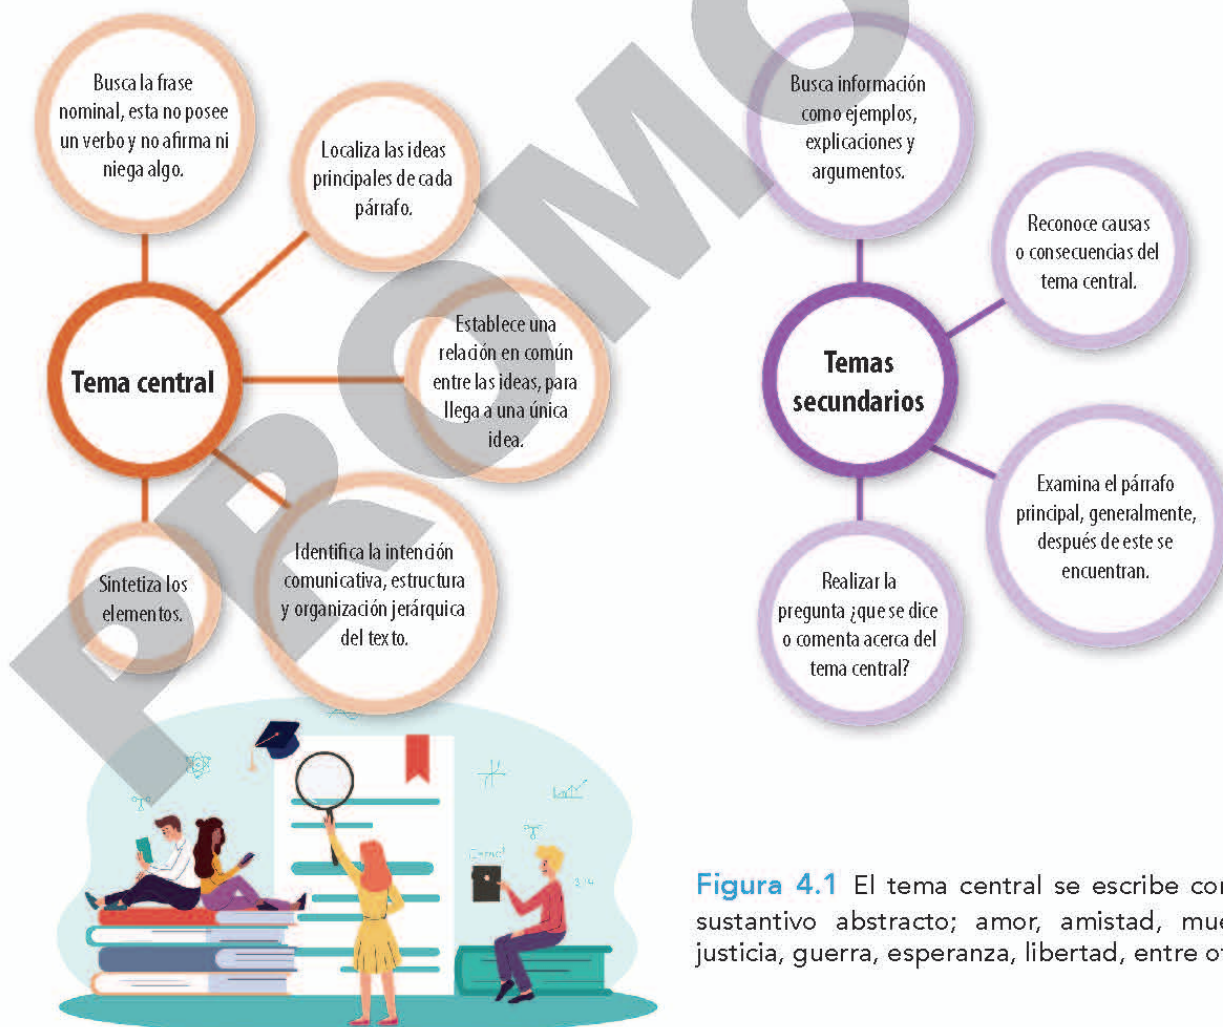 Busca la frase
nominal, esta no posee
un verbo y no afirma ni
niega algo.
Localiza las ideas
principales de cada
párrafo.
Establece una
relación en común
entre las ideas, para
llega a una única
idea.
Tema central
Identifica la intención
comunicativa, estructura
y organización jerárquica
del texto.
Sintetiza los
elementos.
Busca información
como ejemplos,
explicaciones y
argumentos.
Reconoce causas
o consecuencias del
tema central.
Temas
secundarios
Examina el párrafo
principal, generalmente,
después de este se
encuentran.
Realizar la
pregunta ¿que se dice
o comenta acerca del
tema central?
PROMO
Figura 4.1 El tema central se escribe con
sustantivo abstracto; amor, amistad,
justicia, guerra, esperanza, libertad, entre